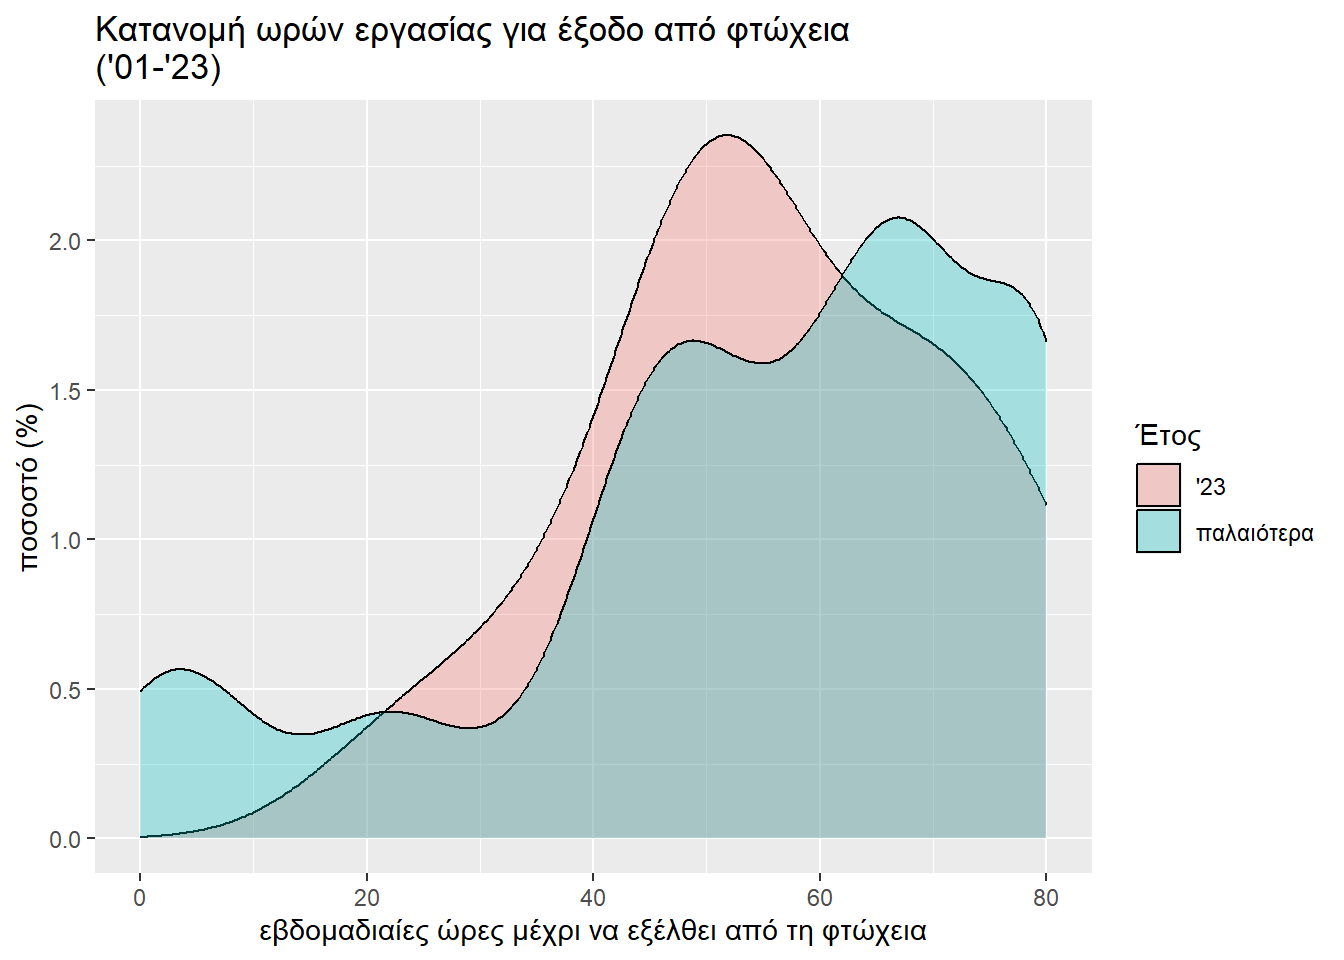 Κατανομή ωρών εργασίας για έξοδο από φτώχεια
('01-'23)
2.0
1.5
1.0
0.5
0.0
ποσοστό (%)
0 20 40 60 80
εβδομαδιαίες ώρες μέχρι να εξέλθει από τη φτώχεια
Έτος
'23
παλαιότερα